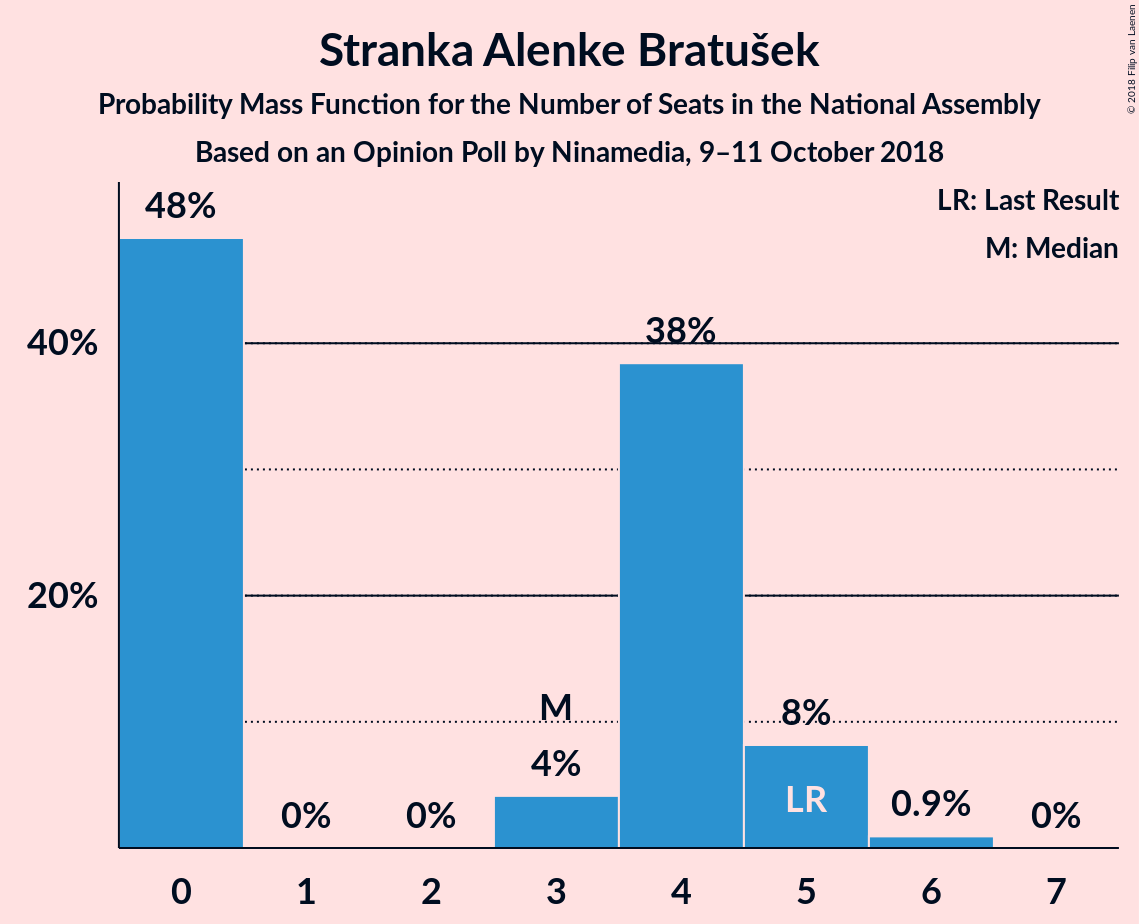 Stranka Alenke Bratušek
Probability Mass Function for the Number of Seats in the National Assembly
Based on an Opinion Poll by Ninamedia, 9–11 October 2018
© 2018 Filip van Laenen
LR: Last Result
M: Median
48%
38%
40%
20%
M
8%
4%
LR
0%
0%
0.9%
0%
0 1 2 3 4 5 6 7